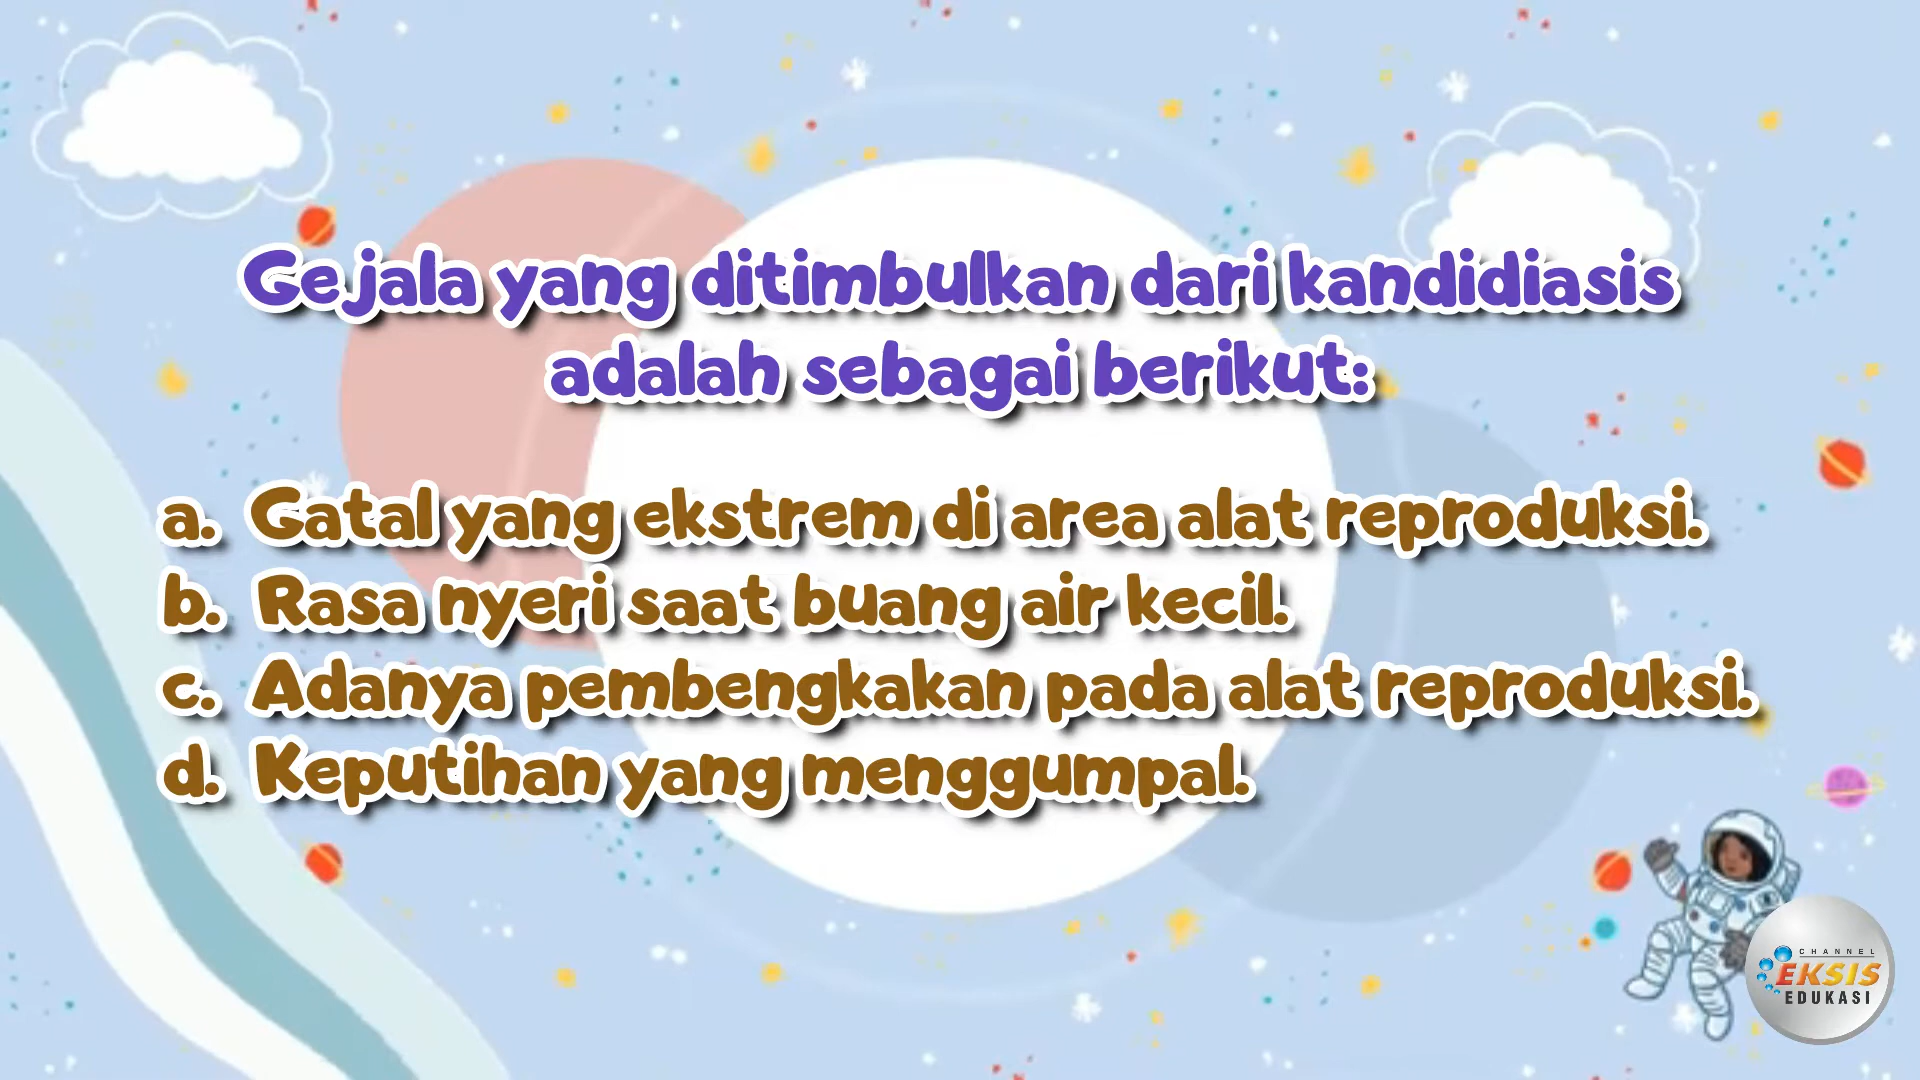 Gejala yang ditimbulkan dari kandidiasis
adalah sebagai berikut:
a. Gatal yang ekstrem di area alat reproduksi.
b. Rasa nyeri saat buang air kecil.
c. Adanya pembengkakan pada alat reproduksi.
d. Keputihan yang menggumpal.
CHANNEL
EKSIS
EDUKASI